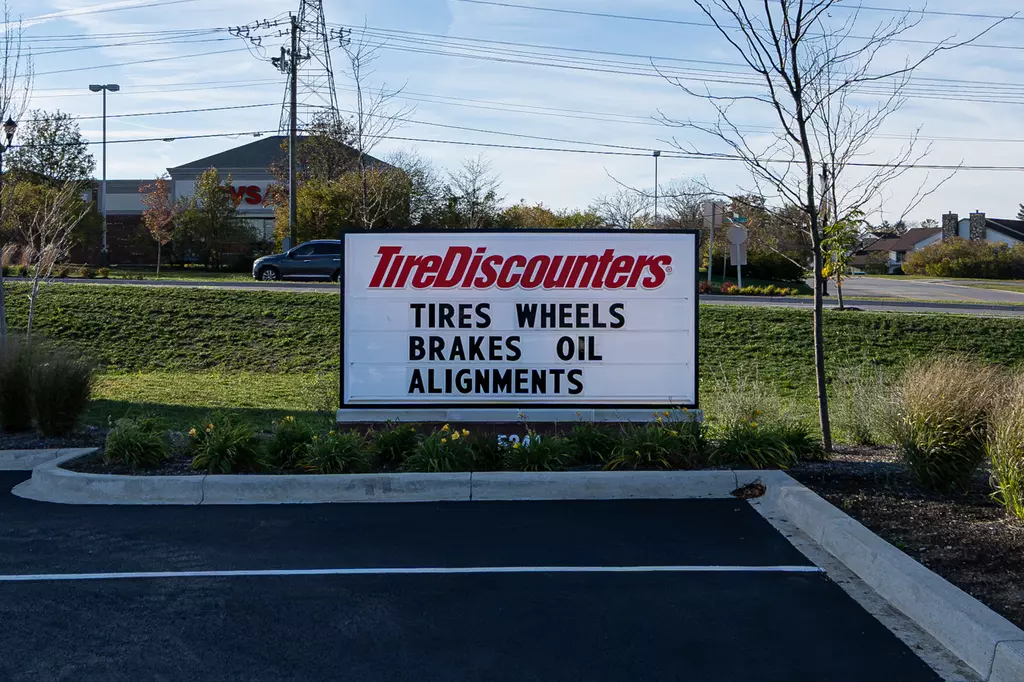 TireDiscounters®
TIRES WHEELS
BRAKES OIL
ALIGNMENTS